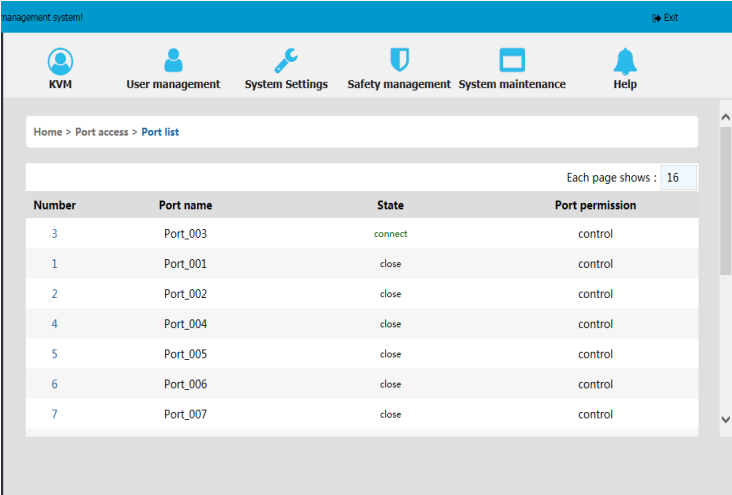 management system!
Exit
KVM User management System Settings Safety management System maintenance Help
Home > Port access > Port list
Each page shows : 16
Number Port name State Port permission
3 Port_003 connect control
1 Port_001 close control
2 Port_002 close control
4 Port_004 close control
5 Port_005 close control
6 Port_006 close control
7 Port_007 close control